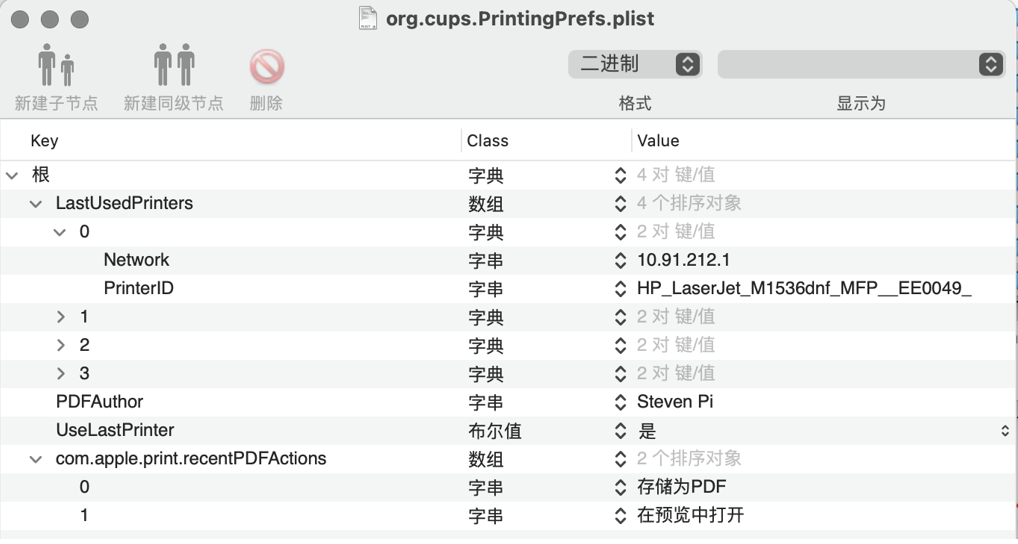 org.cups.PrintingPrefs.plist
二进制
新建子节点 新建同级节点 删除 格式 显示为
Key Class Value
根 字典 4 对 键/值
LastUsedPrinters 数组 4 个排序对象
0 字典 2 对 键/值
Network 字串 10.91.212.1
PrinterID 字串 HP_LaserJet_M1536dnf_MFP__EE0049_
1 字典 2 对 键/值
2 字典 2 对 键/值
3 字典 2 对 键/值
PDFAuthor 字串 Steven Pi
UseLastPrinter 布尔值 是
com.apple.print.recentPDFActions 数组 2 个排序对象
0 字串 存储为PDF
1 字串 在预览中打开